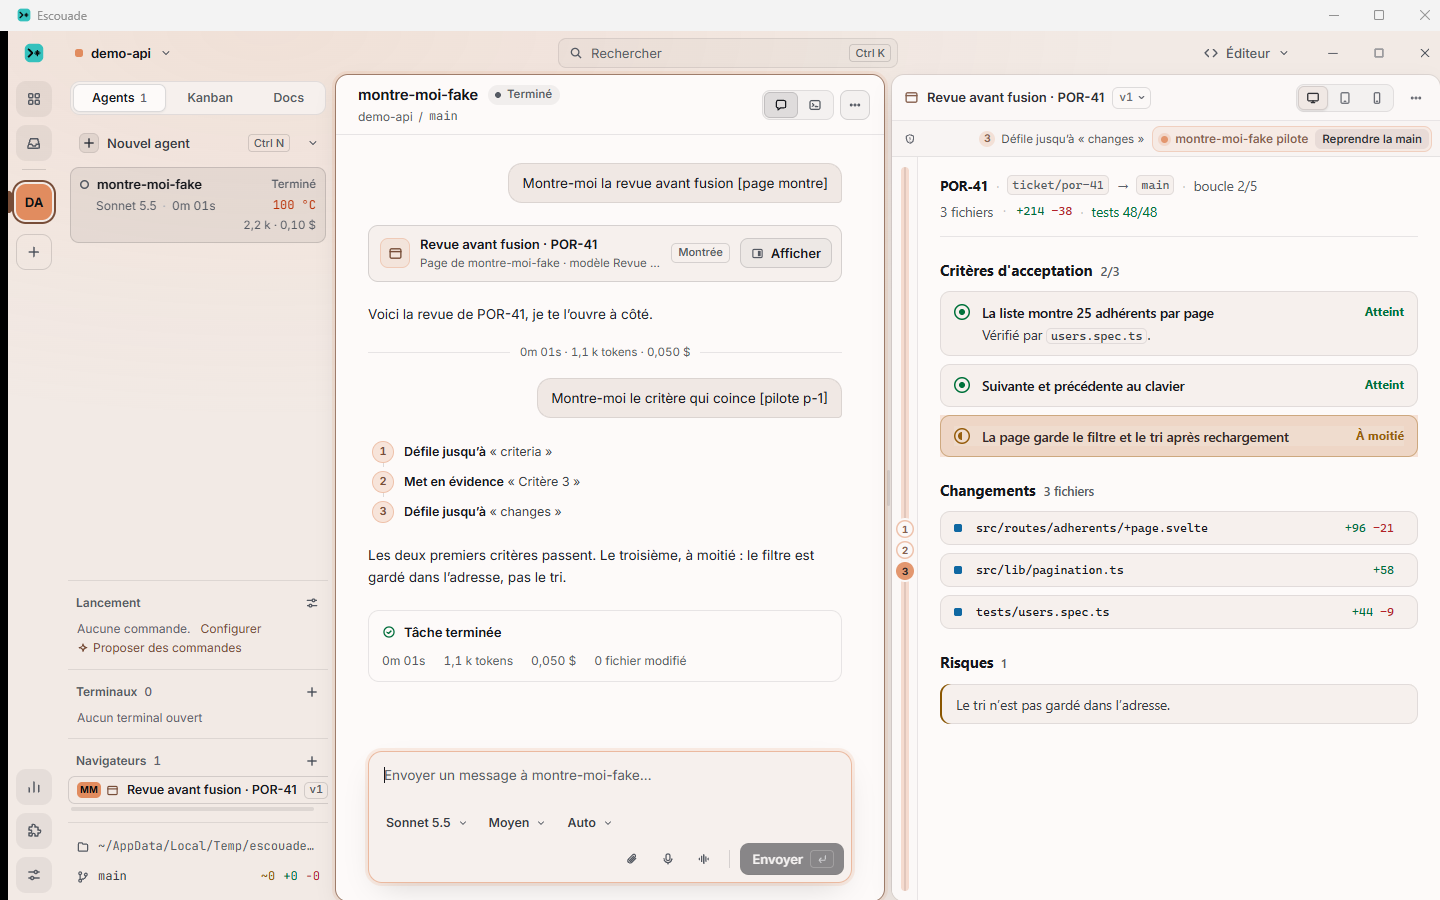 Escouade
demo-api
Rechercher
Ctrl K
Éditeur
Agents 1
Kanban
Docs
Nouvel agent
Ctrl N
montre-moi-fake
Terminé
Sonnet 5.5 · 0m 01s
100 °C
2,2 k · 0,10 $
DA
Lancement
Aucune commande. Configurer
Proposer des commandes
Terminaux 0
Aucun terminal ouvert
Navigateurs 1
MM Revue avant fusion · POR-41 v1
~/AppData/Local/Temp/escouade…
main
~0 +0 -0
montre-moi-fake
Terminé
demo-api / main
Montre-moi la revue avant fusion [page montre]
Revue avant fusion · POR-41
Page de montre-moi-fake · modèle Revue ...
Montrée
Afficher
Voici la revue de POR-41, je te l’ouvre à côté.
0m 01s · 1,1 k tokens · 0,050 $
Montre-moi le critère qui coince [pilote p-1]
1 Défile jusqu’à « criteria »
2 Met en évidence « Critère 3 »
3 Défile jusqu’à « changes »
Les deux premiers critères passent. Le troisième, à moitié : le filtre est
gardé dans l’adresse, pas le tri.
Tâche terminée
0m 01s 1,1 k tokens 0,050 $ 0 fichier modifié
Envoyer un message à montre-moi-fake...
Sonnet 5.5
Moyen
Auto
Envoyer
Revue avant fusion · POR-41
v1
3 Défile jusqu’à « changes »
montre-moi-fake pilote
Reprendre la main
1
2
3
POR-41 · ticket/por-41 → main · boucle 2/5
3 fichiers · +214 −38 · tests 48/48
Critères d'acceptation 2/3
La liste montre 25 adhérents par page
Atteint
Vérifié par users.spec.ts.
Suivante et précédente au clavier
Atteint
La page garde le filtre et le tri après rechargement
À moitié
Changements 3 fichiers
src/routes/adherents/+page.svelte
+96 −21
src/lib/pagination.ts
+58
tests/users.spec.ts
+44 −9
Risques 1
Le tri n’est pas gardé dans l’adresse.